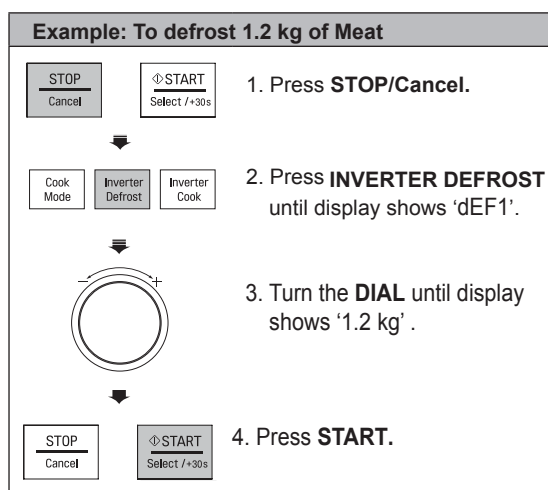 Example: To defrost 1.2 kg of Meat
STOP
Cancel
START
Select /+30s
1. Press STOP/Cancel.
Cook
Mode
Inverter
Defrost
Inverter
Cook
2. Press INVERTER DEFROST
until display shows ‘dEF1’.
− +
3. Turn the DIAL until display
shows ‘1.2 kg’ .
STOP
Cancel
START
Select /+30s
4. Press START.